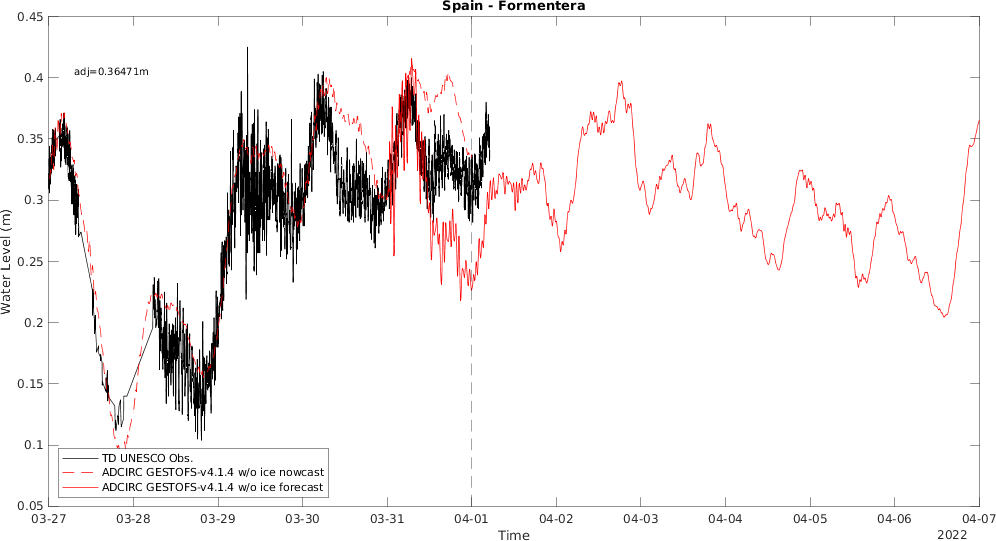 Spain - Formentera
adj=0.36471m
0.45
0.4
0.35
0.3
0.25
0.2
0.15
0.1
0.05
Water Level (m)
TD UNESCO Obs.
ADCIRC GESTOFS-v4.1.4 w/o ice nowcast
ADCIRC GESTOFS-v4.1.4 w/o ice forecast
03-27 03-28 03-29 03-30 03-31 04-01 04-02 04-03 04-04 04-05 04-06 04-07
Time
2022